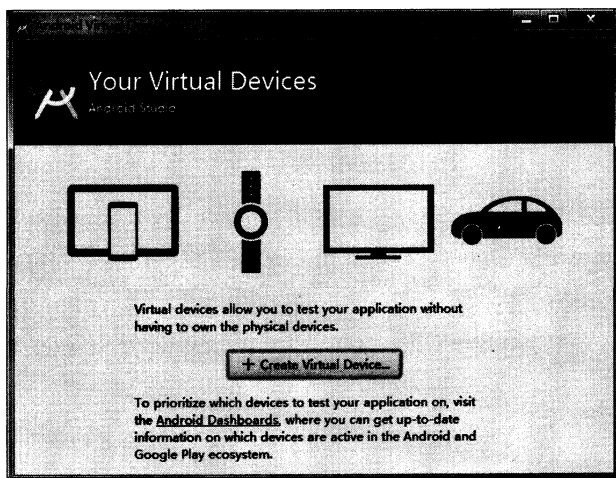 Your Virtual Devices
Android Studio
Virtual devices allow you to test your application without
having to own the physical devices.
+ Create Virtual Device...
To prioritize which devices to test your application on, visit
the Android Dashboards, where you can get up-to-date
information on which devices are active in the Android and
Google Play ecosystem.